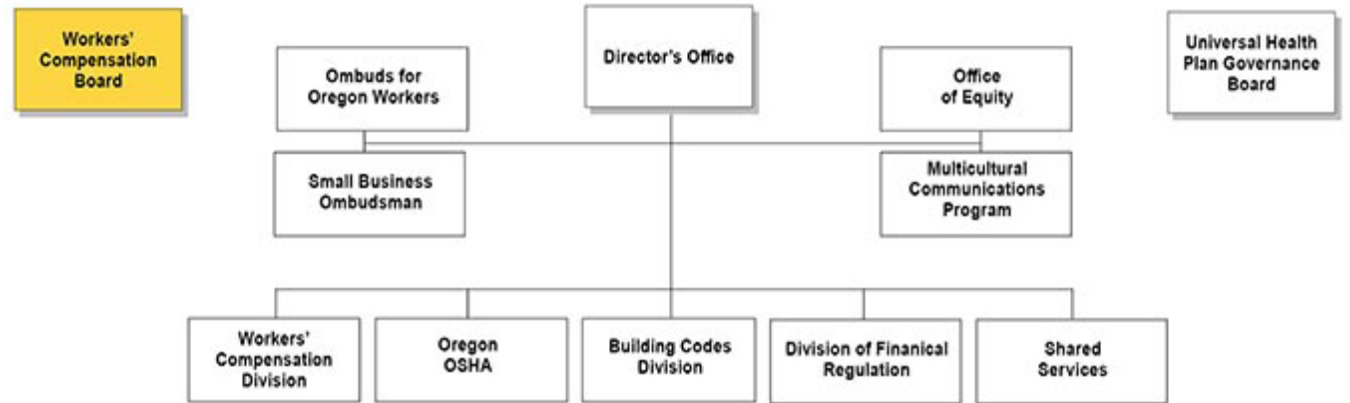 Workers'
Compensation
Board
Ombuds for
Oregon Workers
Director's Office
Office
of Equity
Universal Health
Plan Governance
Board
Small Business
Ombudsman
Multicultural
Communications
Program
Workers'
Compensation
Division
Oregon
OSHA
Building Codes
Division
Division of Finanical
Regulation
Shared
Services